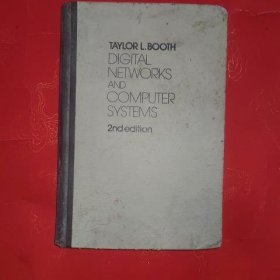 TAYLOR L. BOOTH
DIGITAL
NETWORKS
AND
COMPUTER
SYSTEMS
2nd edition